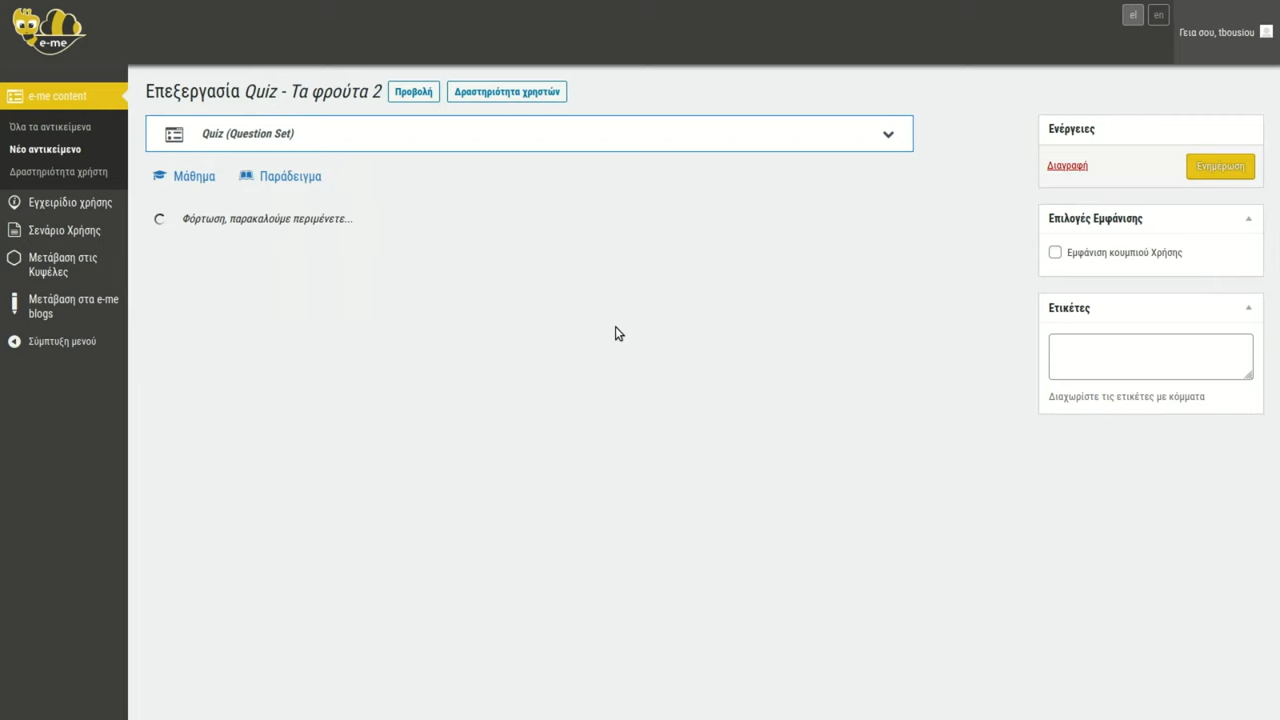 e-me
el
en
Γεια σου, tbousiou
e-me content
Όλα τα αντικείμενα
Νέο αντικείμενο
Δραστηριότητα χρήστη
Εγχειρίδιο χρήσης
Σενάριο Χρήσης
Μετάβαση στις
Κυψέλες
Μετάβαση στα e-me
blogs
Σύμπτυξη μενού
Επεξεργασία Quiz - Τα φρούτα 2
Προβολή
Δραστηριότητα χρηστών
Quiz (Question Set)
Μάθημα
Παράδειγμα
Φόρτωση, παρακαλούμε περιμένετε...
Ενέργειες
Διαγραφή
Ενημέρωση
Επιλογές Εμφάνισης
Εμφάνιση κουμπιού Χρήσης
Ετικέτες
Διαχωρίστε τις ετικέτες με κόμματα